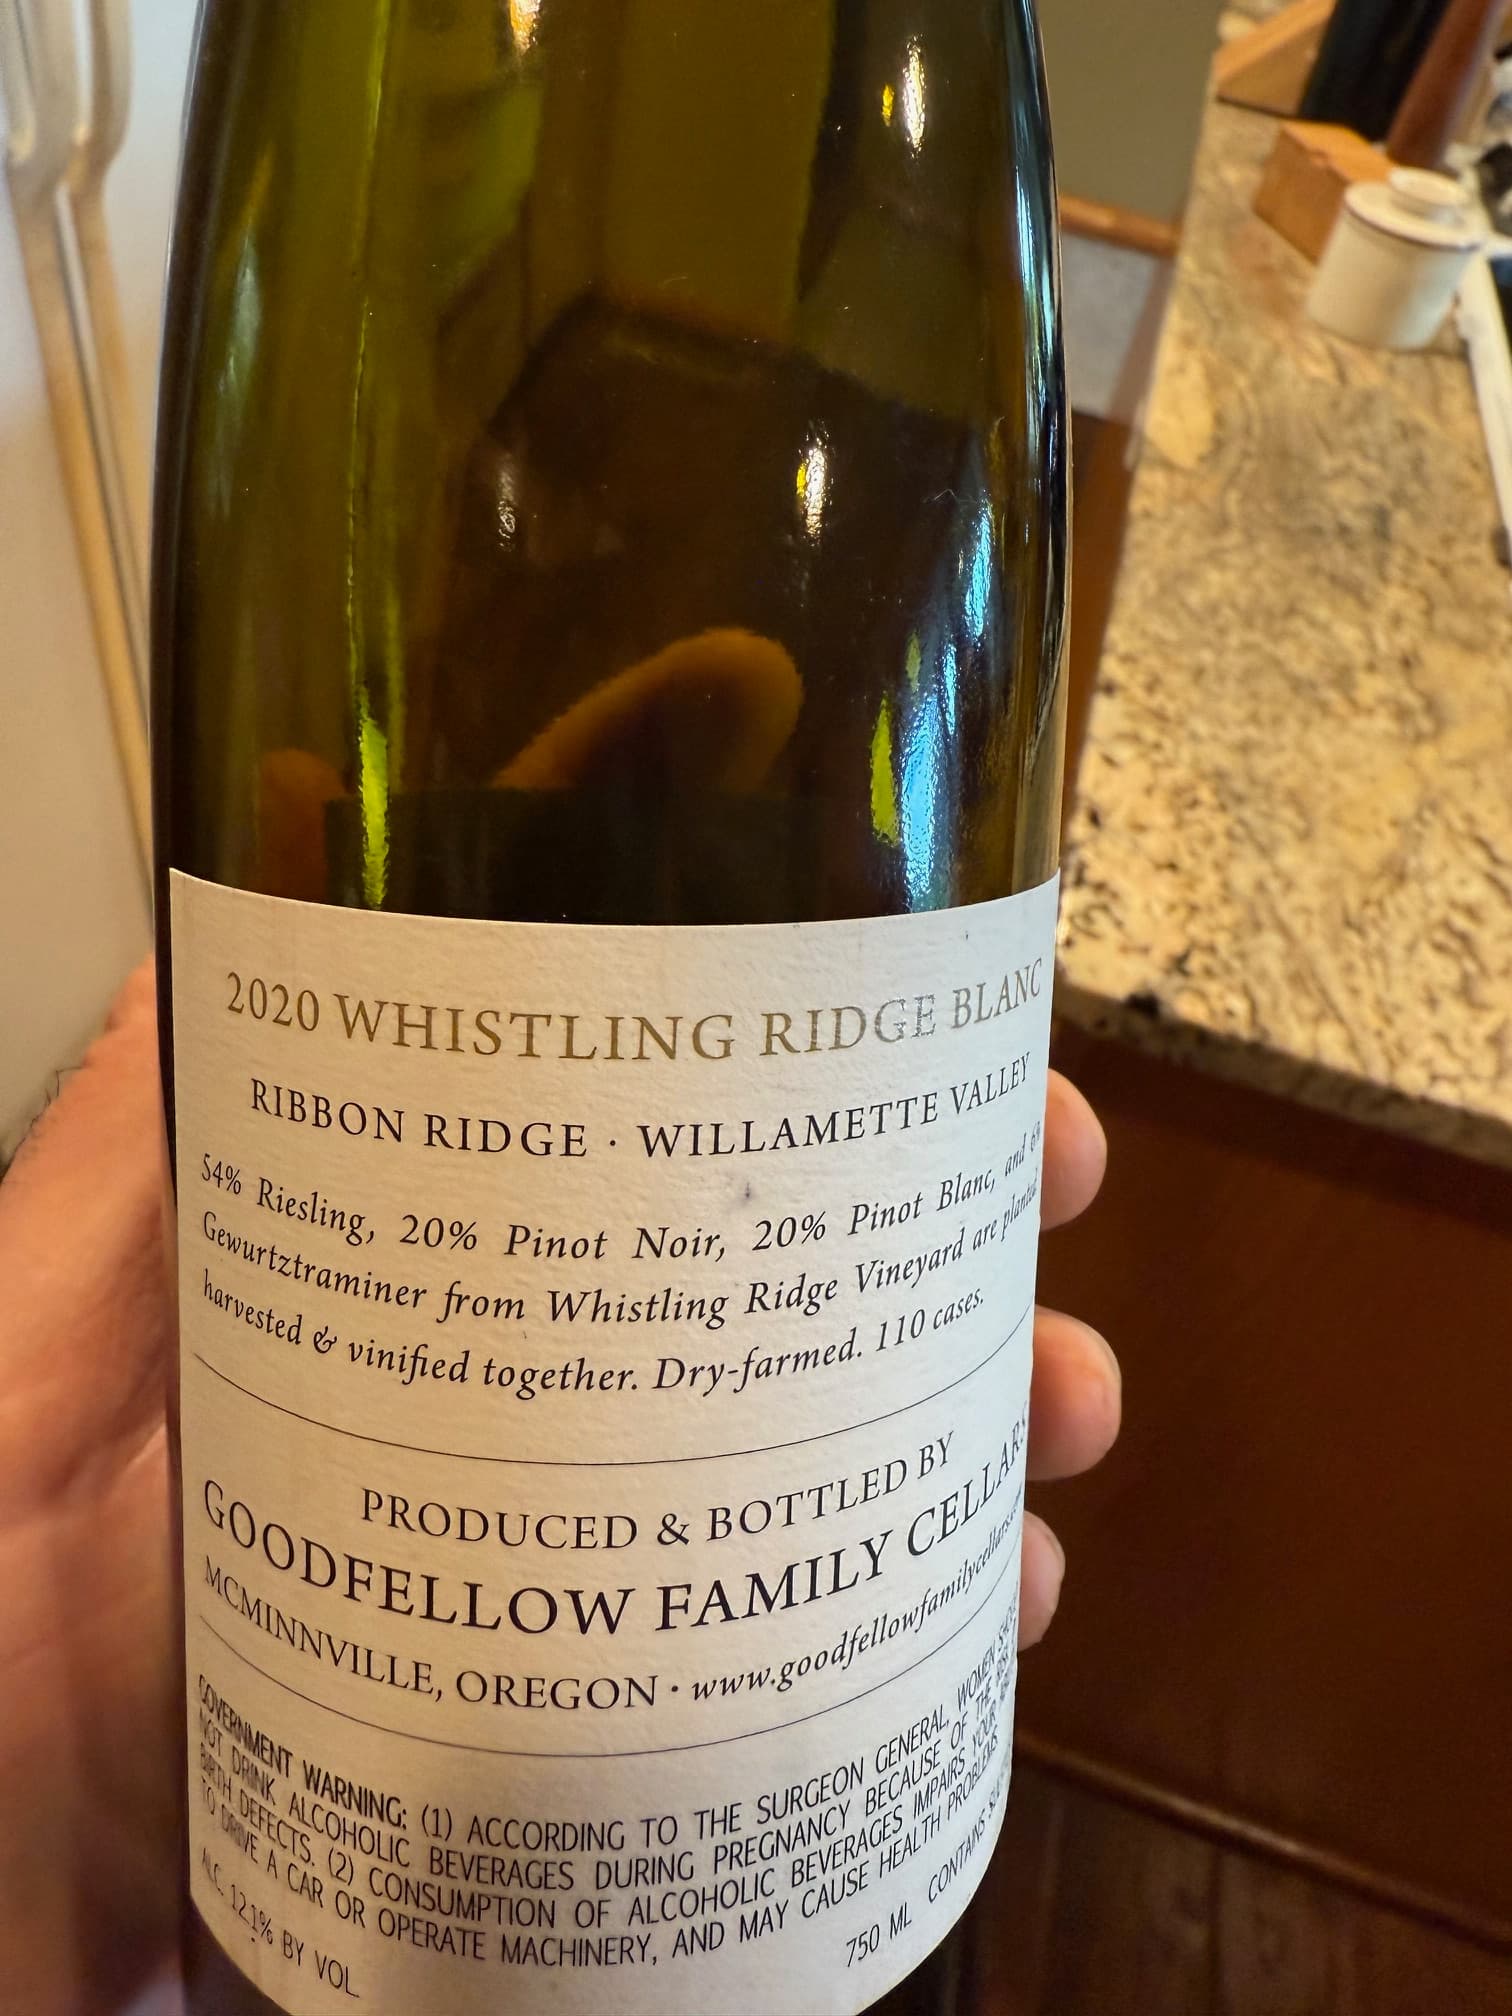 2020 WHISTLING RIDGE BLANC
RIBBON RIDGE · WILLAMETTE VALLEY
54% Riesling, 20% Pinot Noir, 20% Pinot Blanc, and 6%
Gewurtztraminer from Whistling Ridge Vineyard are planted
harvested & vinified together. Dry-farmed. 110 cases.
PRODUCED & BOTTLED BY
GOODFELLOW FAMILY CELLARS
MCMINNVILLE, OREGON · www.goodfellowfamilycellars.com
GOVERNMENT WARNING: (1) ACCORDING TO THE SURGEON GENERAL, WOMEN SHOULD
NOT DRINK ALCOHOLIC BEVERAGES DURING PREGNANCY BECAUSE OF THE RISK
BIRTH DEFECTS. (2) CONSUMPTION OF ALCOHOLIC BEVERAGES IMPAIRS YOUR
TO DRIVE A CAR OR OPERATE MACHINERY, AND MAY CAUSE HEALTH PROBLEMS
ALC. 12.1% BY VOL 750 ML CONTAINS